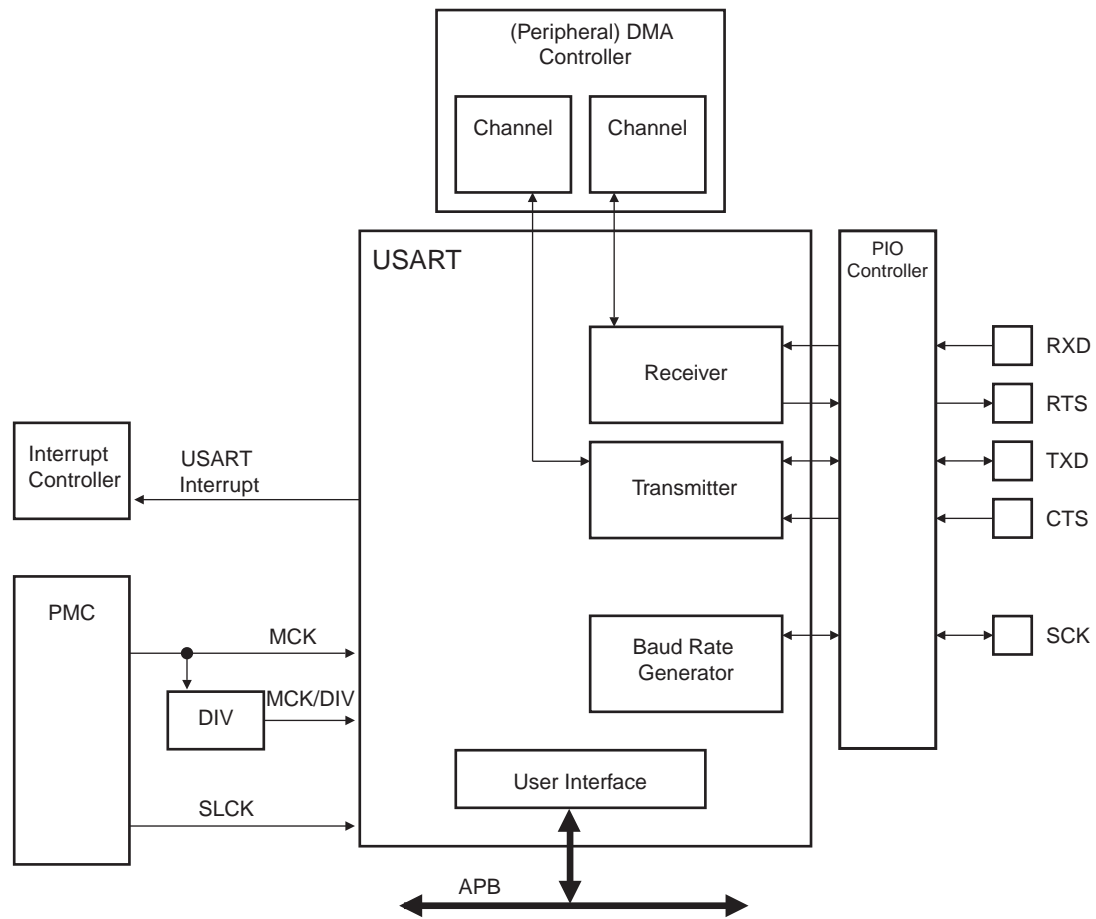 (Peripheral) DMA
Controller
Channel
Channel
USART
PIO
Controller
Receiver
RXD
RTS
Interrupt
Controller
USART
Interrupt
Transmitter
TXD
CTS
PMC
MCK
Baud Rate
Generator
SCK
DIV
MCK/DIV
User Interface
SLCK
APB